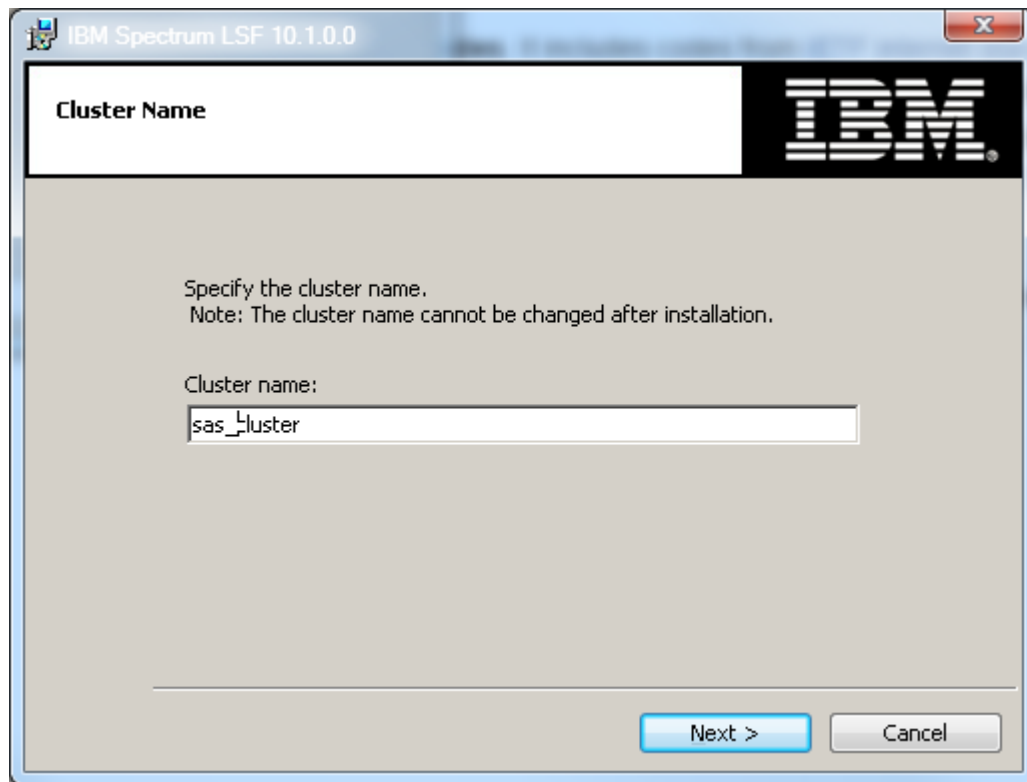 IBM Spectrum LSF 10.1.0.0
Cluster Name
IBM®
Specify the cluster name.
Note: The cluster name cannot be changed after installation.
Cluster name:
sas_cluster
Next >
Cancel